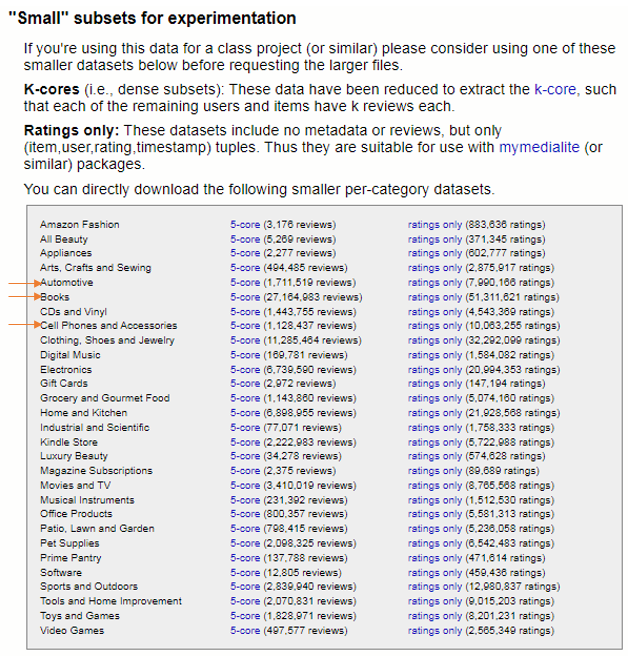 "Small" subsets for experimentation
If you're using this data for a class project (or similar) please consider using one of these
smaller datasets below before requesting the larger files.
K-cores (i.e., dense subsets): These data have been reduced to extract the k-core, such
that each of the remaining users and items have k reviews each.
Ratings only: These datasets include no metadata or reviews, but only
(item,user,rating,timestamp) tuples. Thus they are suitable for use with mymedialite (or
similar) packages.
You can directly download the following smaller per-category datasets.
Amazon Fashion 5-core (3,176 reviews) ratings only (883,636 ratings)
All Beauty 5-core (5,269 reviews) ratings only (371,345 ratings)
Appliances 5-core (2,277 reviews) ratings only (602,777 ratings)
Arts, Crafts and Sewing 5-core (494,485 reviews) ratings only (2,875,917 ratings)
Automotive 5-core (1,711,519 reviews) ratings only (7,990,166 ratings)
Books 5-core (27,164,983 reviews) ratings only (51,311,621 ratings)
CDs and Vinyl 5-core (1,443,755 reviews) ratings only (4,543,369 ratings)
Cell Phones and Accessories 5-core (1,128,437 reviews) ratings only (10,063,255 ratings)
Clothing, Shoes and Jewelry 5-core (11,285,464 reviews) ratings only (32,292,099 ratings)
Digital Music 5-core (169,781 reviews) ratings only (1,584,082 ratings)
Electronics 5-core (6,739,590 reviews) ratings only (20,994,353 ratings)
Gift Cards 5-core (2,972 reviews) ratings only (147,194 ratings)
Grocery and Gourmet Food 5-core (1,143,860 reviews) ratings only (5,074,160 ratings)
Home and Kitchen 5-core (6,898,955 reviews) ratings only (21,928,568 ratings)
Industrial and Scientific 5-core (77,071 reviews) ratings only (1,758,333 ratings)
Kindle Store 5-core (2,222,983 reviews) ratings only (5,722,988 ratings)
Luxury Beauty 5-core (34,278 reviews) ratings only (574,628 ratings)
Magazine Subscriptions 5-core (2,375 reviews) ratings only (89,689 ratings)
Movies and TV 5-core (3,410,019 reviews) ratings only (8,765,568 ratings)
Musical Instruments 5-core (231,392 reviews) ratings only (1,512,530 ratings)
Office Products 5-core (800,357 reviews) ratings only (5,581,313 ratings)
Patio, Lawn and Garden 5-core (798,415 reviews) ratings only (5,236,058 ratings)
Pet Supplies 5-core (2,098,325 reviews) ratings only (6,542,483 ratings)
Prime Pantry 5-core (137,788 reviews) ratings only (471,614 ratings)
Software 5-core (12,805 reviews) ratings only (459,436 ratings)
Sports and Outdoors 5-core (2,839,940 reviews) ratings only (12,980,837 ratings)
Tools and Home Improvement 5-core (2,070,831 reviews) ratings only (9,015,203 ratings)
Toys and Games 5-core (1,828,971 reviews) ratings only (8,201,231 ratings)
Video Games 5-core (497,577 reviews) ratings only (2,565,349 ratings)